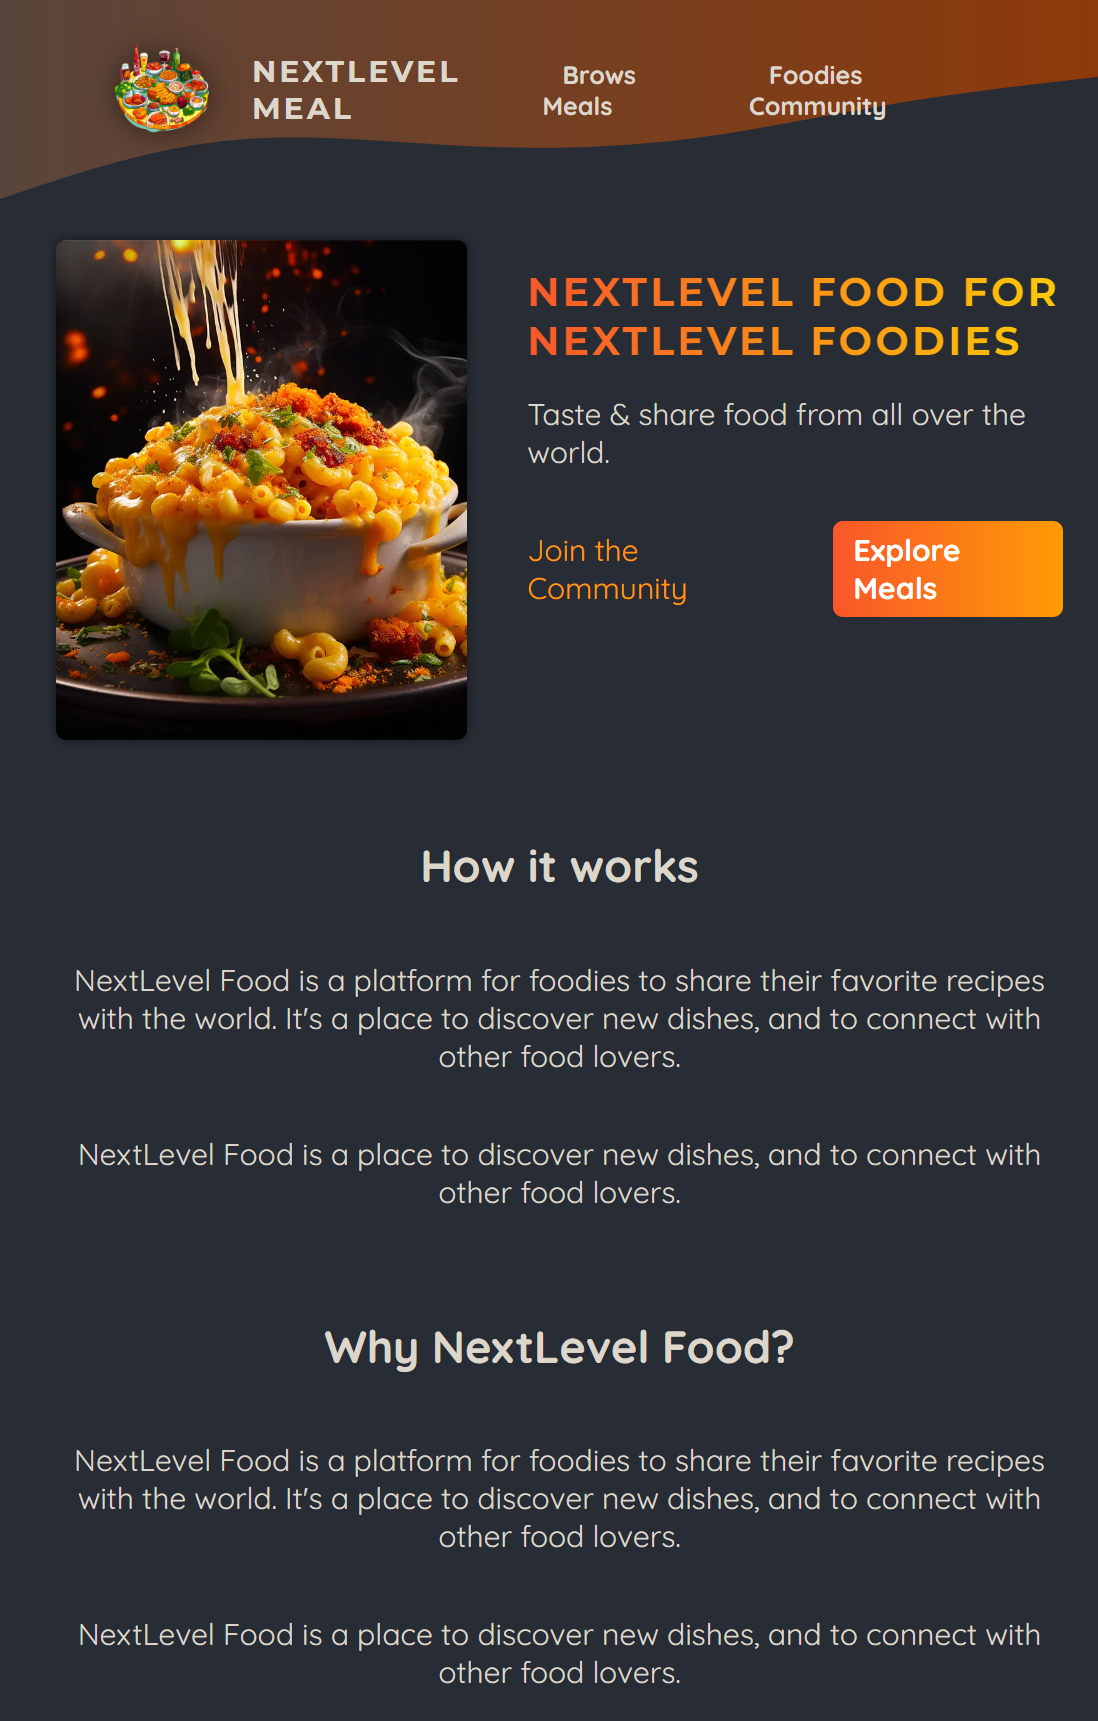 NEXTLEVEL
MEAL
Brows
Meals
Foodies
Community
NEXTLEVEL FOOD FOR
NEXTLEVEL FOODIES
Taste & share food from all over the
world.
Join the
Community
Explore
Meals
How it works
NextLevel Food is a platform for foodies to share their favorite recipes
with the world. It's a place to discover new dishes, and to connect with
other food lovers.
NextLevel Food is a place to discover new dishes, and to connect with
other food lovers.
Why NextLevel Food?
NextLevel Food is a platform for foodies to share their favorite recipes
with the world. It's a place to discover new dishes, and to connect with
other food lovers.
NextLevel Food is a place to discover new dishes, and to connect with
other food lovers.